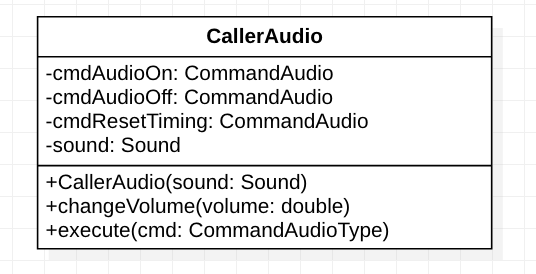 CallerAudio
-cmdAudioOn: CommandAudio
-cmdAudioOff: CommandAudio
-cmdResetTiming: CommandAudio
-sound: Sound
+CallerAudio(sound: Sound)
+changeVolume(volume: double)
+execute(cmd: CommandAudioType)